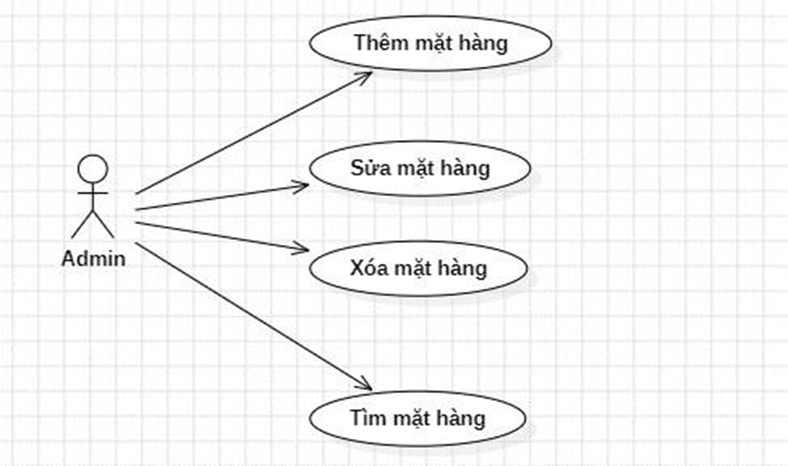 Thêm mặt hàng
Sửa mặt hàng
Admin
Xóa mặt hàng
Tìm mặt hàng